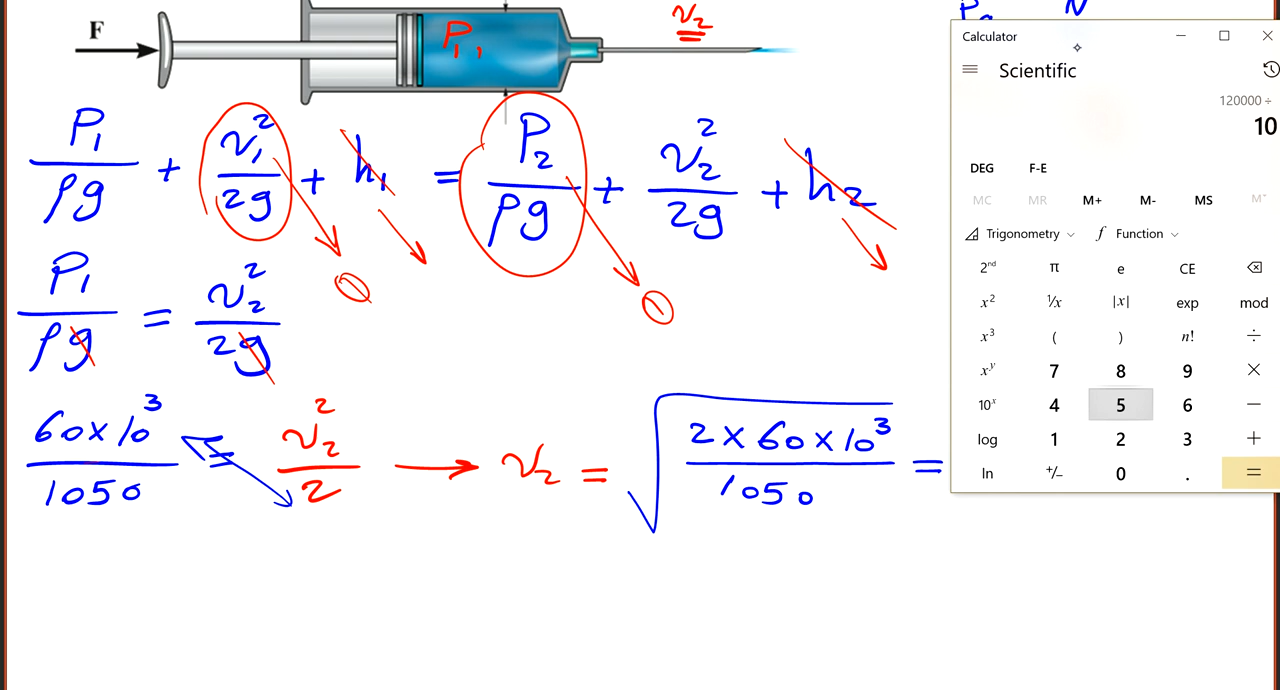 F P₁, v₂
P₁/ρg + v₁²/2g + h₁ = P₂/ρg + v₂²/2g + h₂
0 0
P₁/ρg = v₂²/2g
60×10³/1050 = v₂²/2 → v₂ = √(2×60×10³/1050) =
Calculator
Scientific
120000 ÷
10
DEG F-E
MC MR M+ M- MS M˅
Trigonometry f Function
2ⁿᵈ π e CE
x² ¹/x |x| exp mod
x³ ( ) n! ÷
xʸ 7 8 9 ×
10ˣ 4 5 6 −
log 1 2 3 +
ln +/− 0 . =